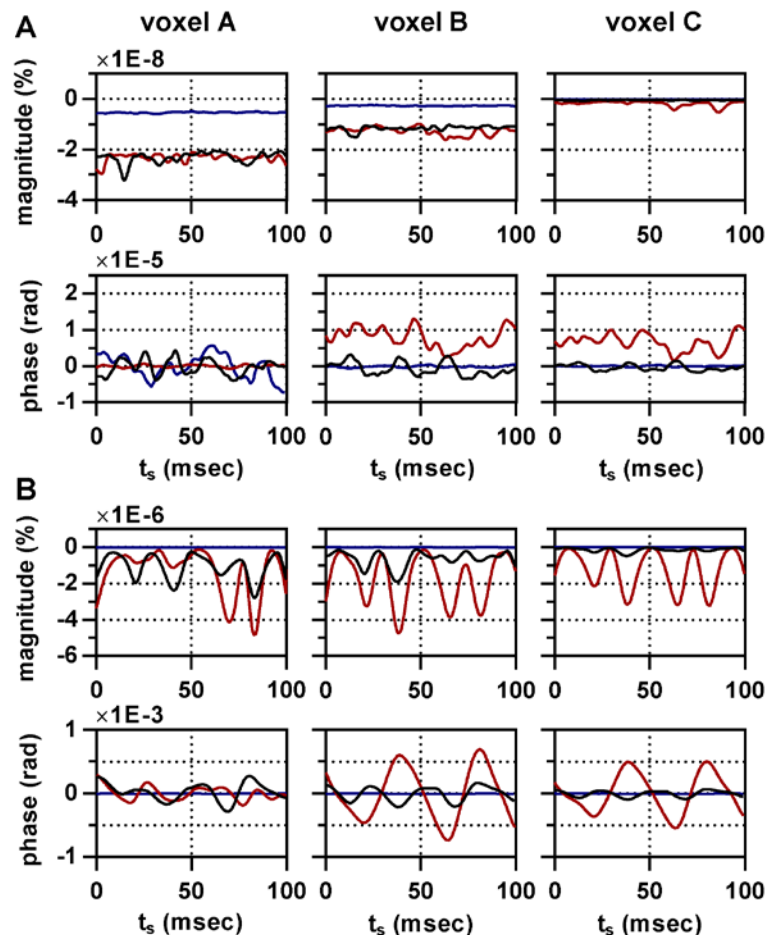 A voxel A voxel B voxel C
×1E-8
magnitude (%)
0
-2
-4
0 50 100 0 50 100 0 50 100
×1E-5
phase (rad)
2
1
0
-1
0 50 100 0 50 100 0 50 100
ts (msec) ts (msec) ts (msec)
B
×1E-6
magnitude (%)
0
-2
-4
-6
0 50 100 0 50 100 0 50 100
×1E-3
phase (rad)
1
0
-1
0 50 100 0 50 100 0 50 100
ts (msec) ts (msec) ts (msec)